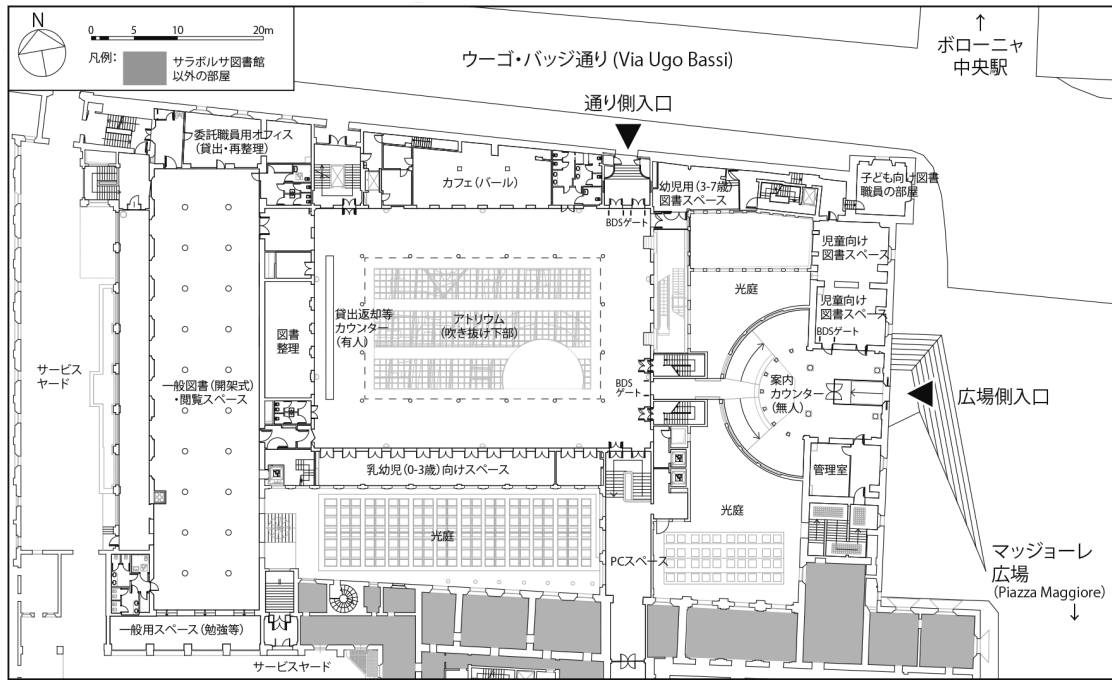 N
0 5 10 20m
凡例：
サラボルサ図書館
以外の部屋
ウーゴ・バッジ通り (Via Ugo Bassi)
↑
ボローニャ
中央駅
通り側入口
委託職員用オフィス
(貸出・再整理)
カフェ(バール)
幼児用(3-7歳)
図書スペース
子ども向け図書
職員の部屋
BDSゲート
児童向け
図書スペース
光庭
児童向け
図書スペース
BDSゲート
貸出返却等
カウンター
(有人)
アトリウム
(吹き抜け下部)
図書
整理
サービス
ヤード
一般図書(開架式)
・閲覧スペース
BDS
ゲート
案内
カウンター
(無人)
広場側入口
乳幼児(0-3歳)向けスペース
管理室
光庭
光庭
PCスペース
マッジョーレ
広場
(Piazza Maggiore)
↓
一般用スペース(勉強等)
サービスヤード